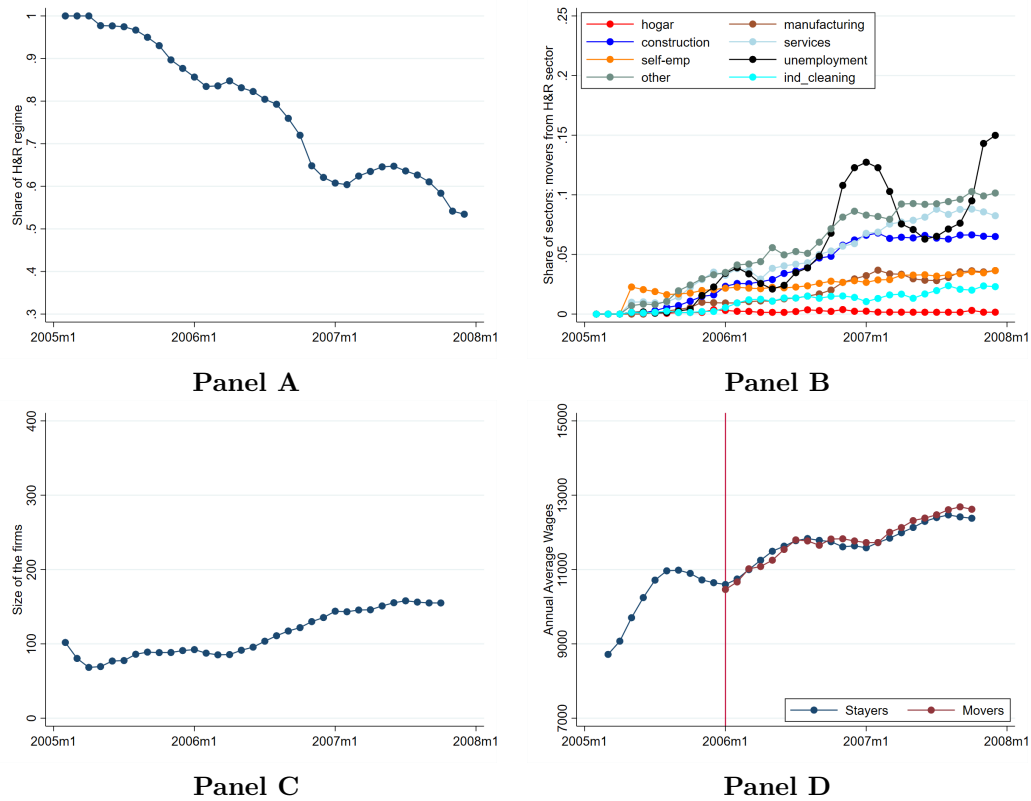 Share of H&R regime
1
.9
.8
.7
.6
.5
.4
.3
2005m1 2006m1 2007m1 2008m1
Panel A
Share of sectors: movers from H&R sector
.25
.2
.15
.1
.05
0
hogar manufacturing
construction services
self-emp unemployment
other ind_cleaning
2005m1 2006m1 2007m1 2008m1
Panel B
Size of the firms
400
300
200
100
0
2005m1 2006m1 2007m1 2008m1
Panel C
Annual Average Wages
15000
13000
11000
9000
7000
Stayers Movers
2005m1 2006m1 2007m1 2008m1
Panel D